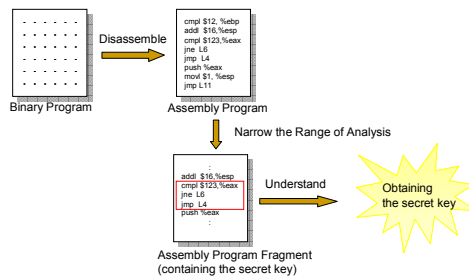 Disassemble
cmpl $12, %ebp
addl $16,%esp
cmpl $123,%eax
jne L6
jmp L4
push %eax
movl $1, %esp
jmp L11
Binary Program
Assembly Program
Narrow the Range of Analysis
:
addl $16,%esp
cmpl $123,%eax
jne L6
jmp L4
push %eax
:
Understand
Obtaining
the secret key
Assembly Program Fragment
(containing the secret key)